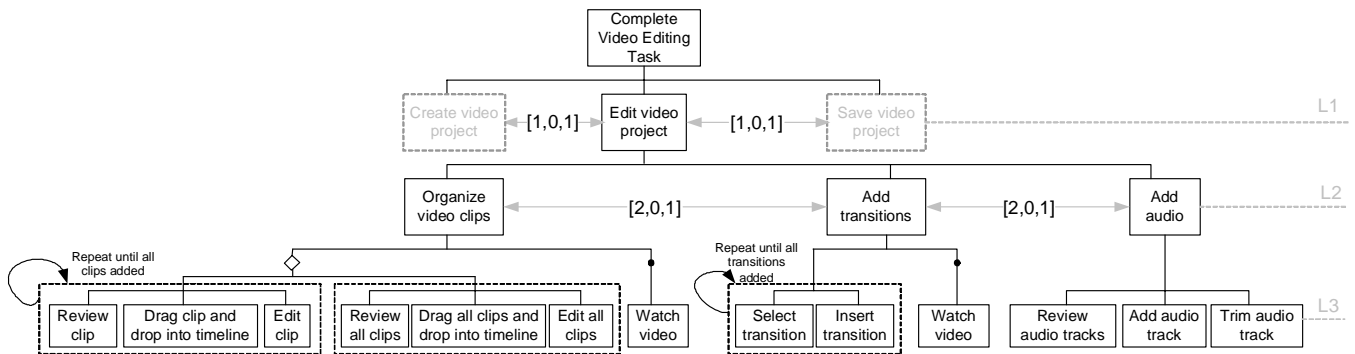 Complete
Video Editing
Task
Create video
project
[1,0,1]
Edit video
project
[1,0,1]
Save video
project
L1
Organize
video clips
[2,0,1]
Add
transitions
[2,0,1]
Add
audio
L2
Repeat until all
clips added
Repeat until all
transitions
added
Review
clip
Drag clip and
drop into timeline
Edit
clip
Review
all clips
Drag all clips and
drop into timeline
Edit all
clips
Watch
video
Select
transition
Insert
transition
Watch
video
Review
audio tracks
Add audio
track
Trim audio
track
L3